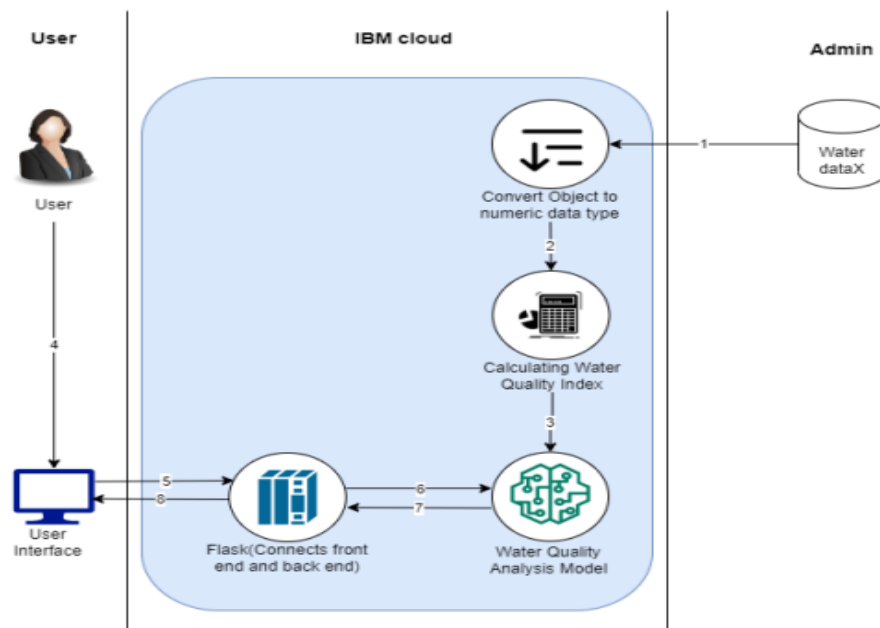 User
IBM cloud
Admin
1
Water
dataX
User
Convert Object to
numeric data type
2
4
Calculating Water
Quality Index
3
5
6
8
7
User
Interface
Flask(Connects front
end and back end)
Water Quality
Analysis Model